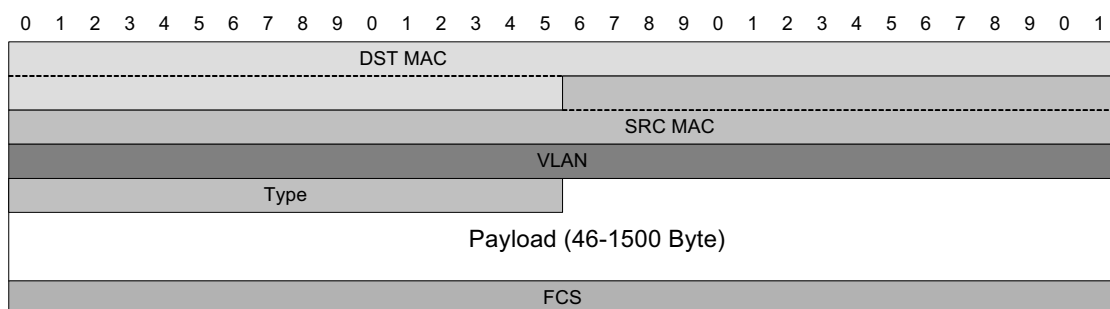 0 1 2 3 4 5 6 7 8 9 0 1 2 3 4 5 6 7 8 9 0 1 2 3 4 5 6 7 8 9 0 1
DST MAC
SRC MAC
VLAN
Type
Payload (46-1500 Byte)
FCS